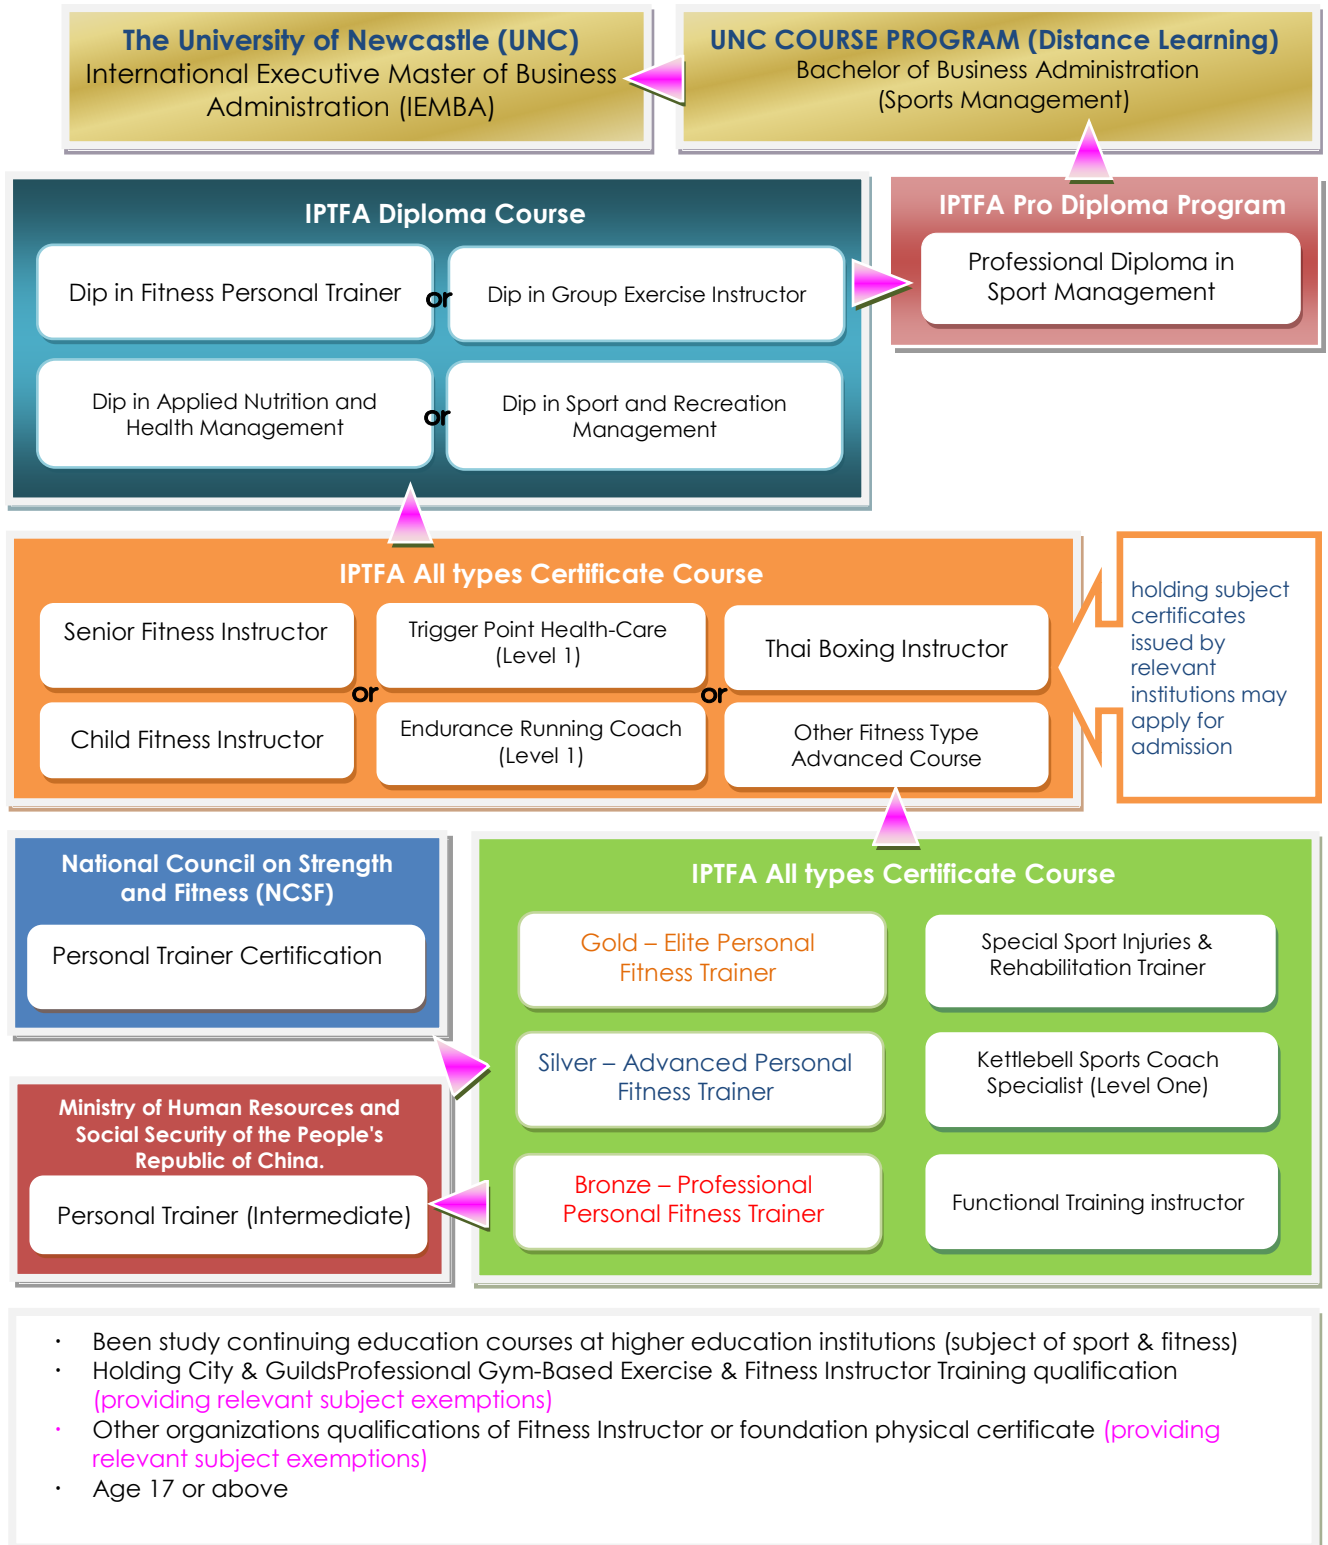 The University of Newcastle (UNC)
International Executive Master of Business
Administration (IEMBA)
UNC COURSE PROGRAM (Distance Learning)
Bachelor of Business Administration
(Sports Management)
IPTFA Diploma Course
Dip in Fitness Personal Trainer
or
Dip in Group Exercise Instructor
Dip in Applied Nutrition and
Health Management
or
Dip in Sport and Recreation
Management
IPTFA Pro Diploma Program
Professional Diploma in
Sport Management
IPTFA All types Certificate Course
Senior Fitness Instructor
Trigger Point Health-Care
(Level 1)
Thai Boxing Instructor
or
or
Child Fitness Instructor
Endurance Running Coach
(Level 1)
Other Fitness Type
Advanced Course
holding subject
certificates
issued by
relevant
institutions may
apply for
admission
National Council on Strength
and Fitness (NCSF)
Personal Trainer Certification
Ministry of Human Resources and
Social Security of the People's
Republic of China.
Personal Trainer (Intermediate)
IPTFA All types Certificate Course
Gold – Elite Personal
Fitness Trainer
Special Sport Injuries &
Rehabilitation Trainer
Silver – Advanced Personal
Fitness Trainer
Kettlebell Sports Coach
Specialist (Level One)
Bronze – Professional
Personal Fitness Trainer
Functional Training instructor
· Been study continuing education courses at higher education institutions (subject of sport & fitness)
· Holding City & GuildsProfessional Gym-Based Exercise & Fitness Instructor Training qualification
(providing relevant subject exemptions)
· Other organizations qualifications of Fitness Instructor or foundation physical certificate (providing
relevant subject exemptions)
· Age 17 or above